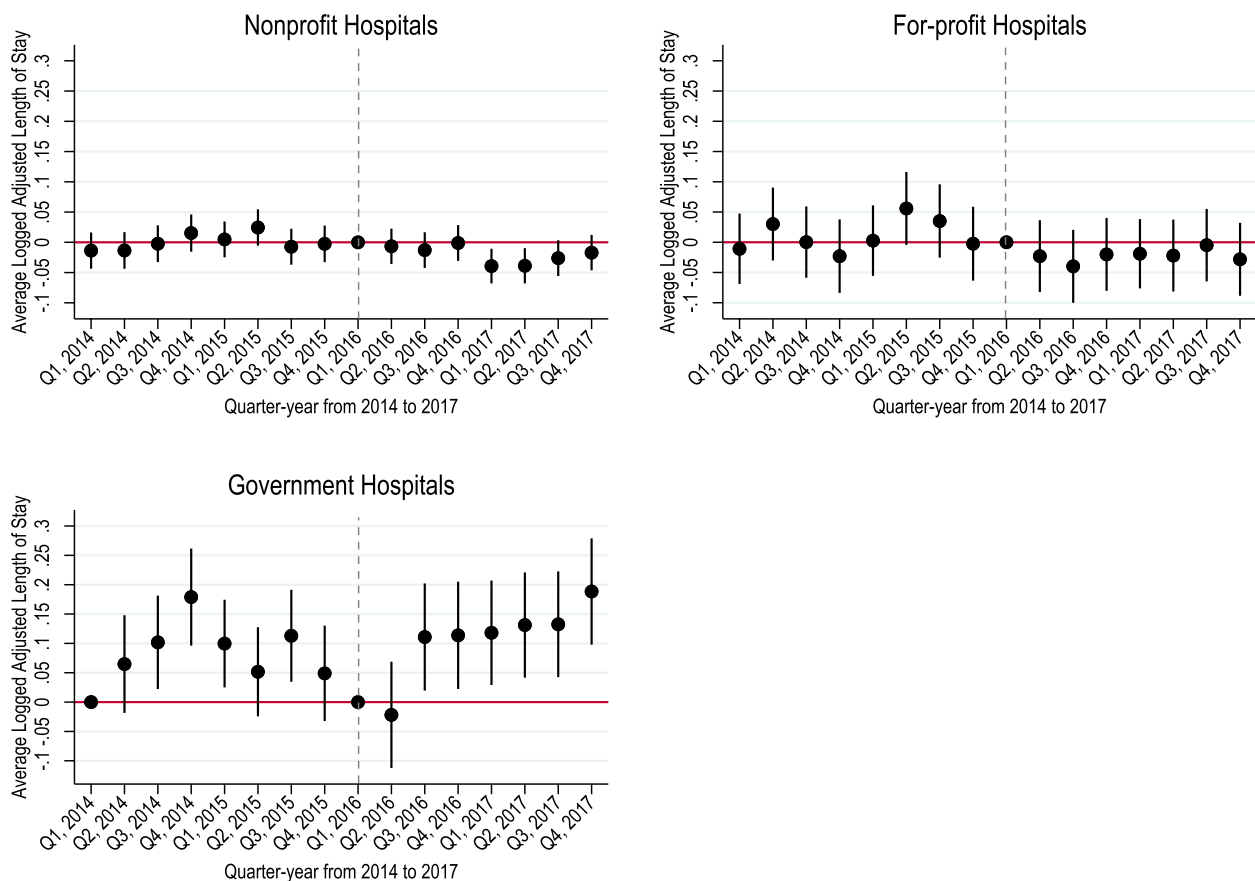 Nonprofit Hospitals
Average Logged Adjusted Length of Stay
.3
.25
.2
.15
.1
.05
0
-.05
-.1
Q1, 2014
Q2, 2014
Q3, 2014
Q4, 2014
Q1, 2015
Q2, 2015
Q3, 2015
Q4, 2015
Q1, 2016
Q2, 2016
Q3, 2016
Q4, 2016
Q1, 2017
Q2, 2017
Q3, 2017
Q4, 2017
Quarter-year from 2014 to 2017
For-profit Hospitals
Average Logged Adjusted Length of Stay
.3
.25
.2
.15
.1
.05
0
-.05
-.1
Q1, 2014
Q2, 2014
Q3, 2014
Q4, 2014
Q1, 2015
Q2, 2015
Q3, 2015
Q4, 2015
Q1, 2016
Q2, 2016
Q3, 2016
Q4, 2016
Q1, 2017
Q2, 2017
Q3, 2017
Q4, 2017
Quarter-year from 2014 to 2017
Government Hospitals
Average Logged Adjusted Length of Stay
.3
.25
.2
.15
.1
.05
0
-.05
-.1
Q1, 2014
Q2, 2014
Q3, 2014
Q4, 2014
Q1, 2015
Q2, 2015
Q3, 2015
Q4, 2015
Q1, 2016
Q2, 2016
Q3, 2016
Q4, 2016
Q1, 2017
Q2, 2017
Q3, 2017
Q4, 2017
Quarter-year from 2014 to 2017